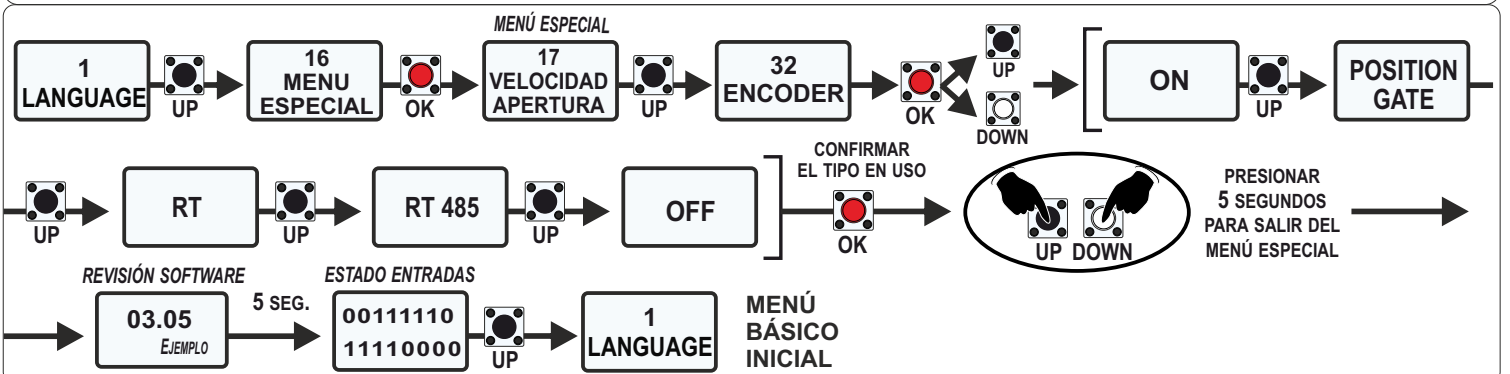 MENÚ ESPECIAL
1
LANGUAGE
UP
16
MENU
ESPECIAL
OK
17
VELOCIDAD
APERTURA
UP
32
ENCODER
OK
UP
DOWN
ON
UP
POSITION
GATE
UP
RT
UP
RT 485
UP
OFF
CONFIRMAR
EL TIPO EN USO
OK
UP DOWN
PRESIONAR
5 SEGUNDOS
PARA SALIR DEL
MENÚ ESPECIAL
REVISIÓN SOFTWARE
03.05
EJEMPLO
5 SEG.
ESTADO ENTRADAS
00111110
11110000
UP
1
LANGUAGE
MENÚ
BÁSICO
INICIAL